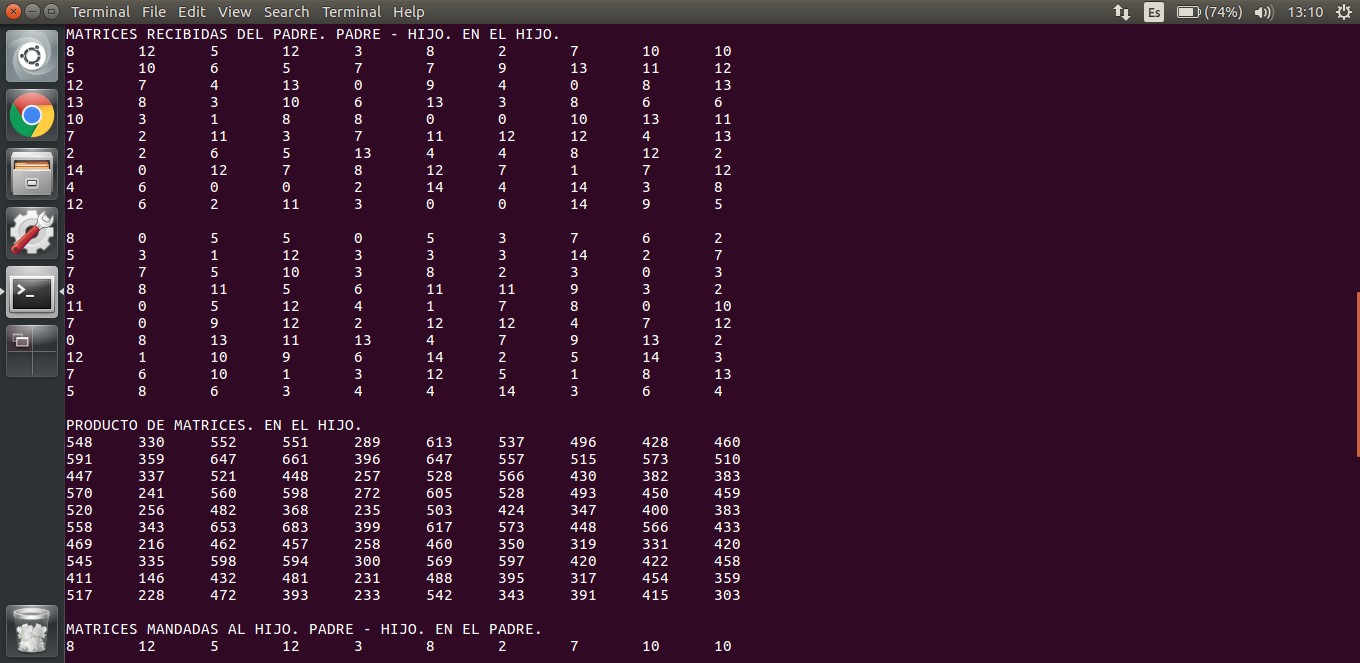 Terminal File Edit View Search Terminal Help Es (74%) 13:10
MATRICES RECIBIDAS DEL PADRE. PADRE - HIJO. EN EL HIJO.
8 12 5 12 3 8 2 7 10 10
5 10 6 5 7 7 9 13 11 12
12 7 4 13 0 9 4 0 8 13
13 8 3 10 6 13 3 8 6 6
10 3 1 8 8 0 0 10 13 11
7 2 11 3 7 11 12 12 4 13
2 2 6 5 13 4 4 8 12 2
14 0 12 7 8 12 7 1 7 12
4 6 0 0 2 14 4 14 3 8
12 6 2 11 3 0 0 14 9 5
8 0 5 5 0 5 3 7 6 2
5 3 1 12 3 3 3 14 2 7
7 7 5 10 3 8 2 3 0 3
8 8 11 5 6 11 11 9 3 2
11 0 5 12 4 1 7 8 0 10
7 0 9 12 2 12 12 4 7 12
0 8 13 11 13 4 7 9 13 2
12 1 10 9 6 14 2 5 14 3
7 6 10 1 3 12 5 1 8 13
5 8 6 3 4 4 14 3 6 4
PRODUCTO DE MATRICES. EN EL HIJO.
548 330 552 551 289 613 537 496 428 460
591 359 647 661 396 647 557 515 573 510
447 337 521 448 257 528 566 430 382 383
570 241 560 598 272 605 528 493 450 459
520 256 482 368 235 503 424 347 400 383
558 343 653 683 399 617 573 448 566 433
469 216 462 457 258 460 350 319 331 420
545 335 598 594 300 569 597 420 422 458
411 146 432 481 231 488 395 317 454 359
517 228 472 393 233 542 343 391 415 303
MATRICES MANDADAS AL HIJO. PADRE - HIJO. EN EL PADRE.
8 12 5 12 3 8 2 7 10 10